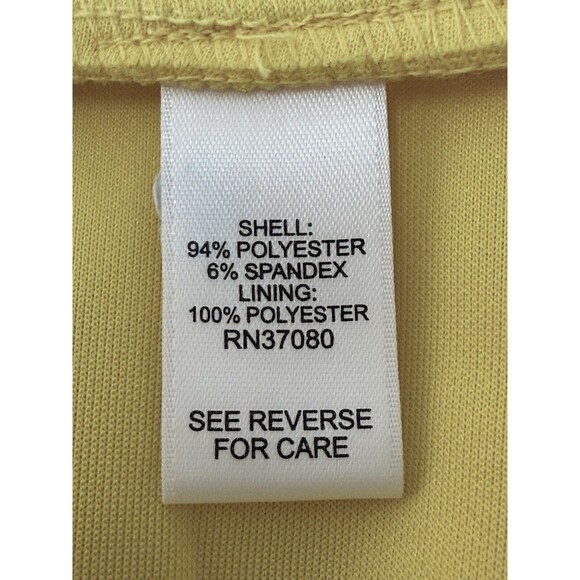 SHELL:
94% POLYESTER
6% SPANDEX
LINING:
100% POLYESTER
RN37080
SEE REVERSE
FOR CARE